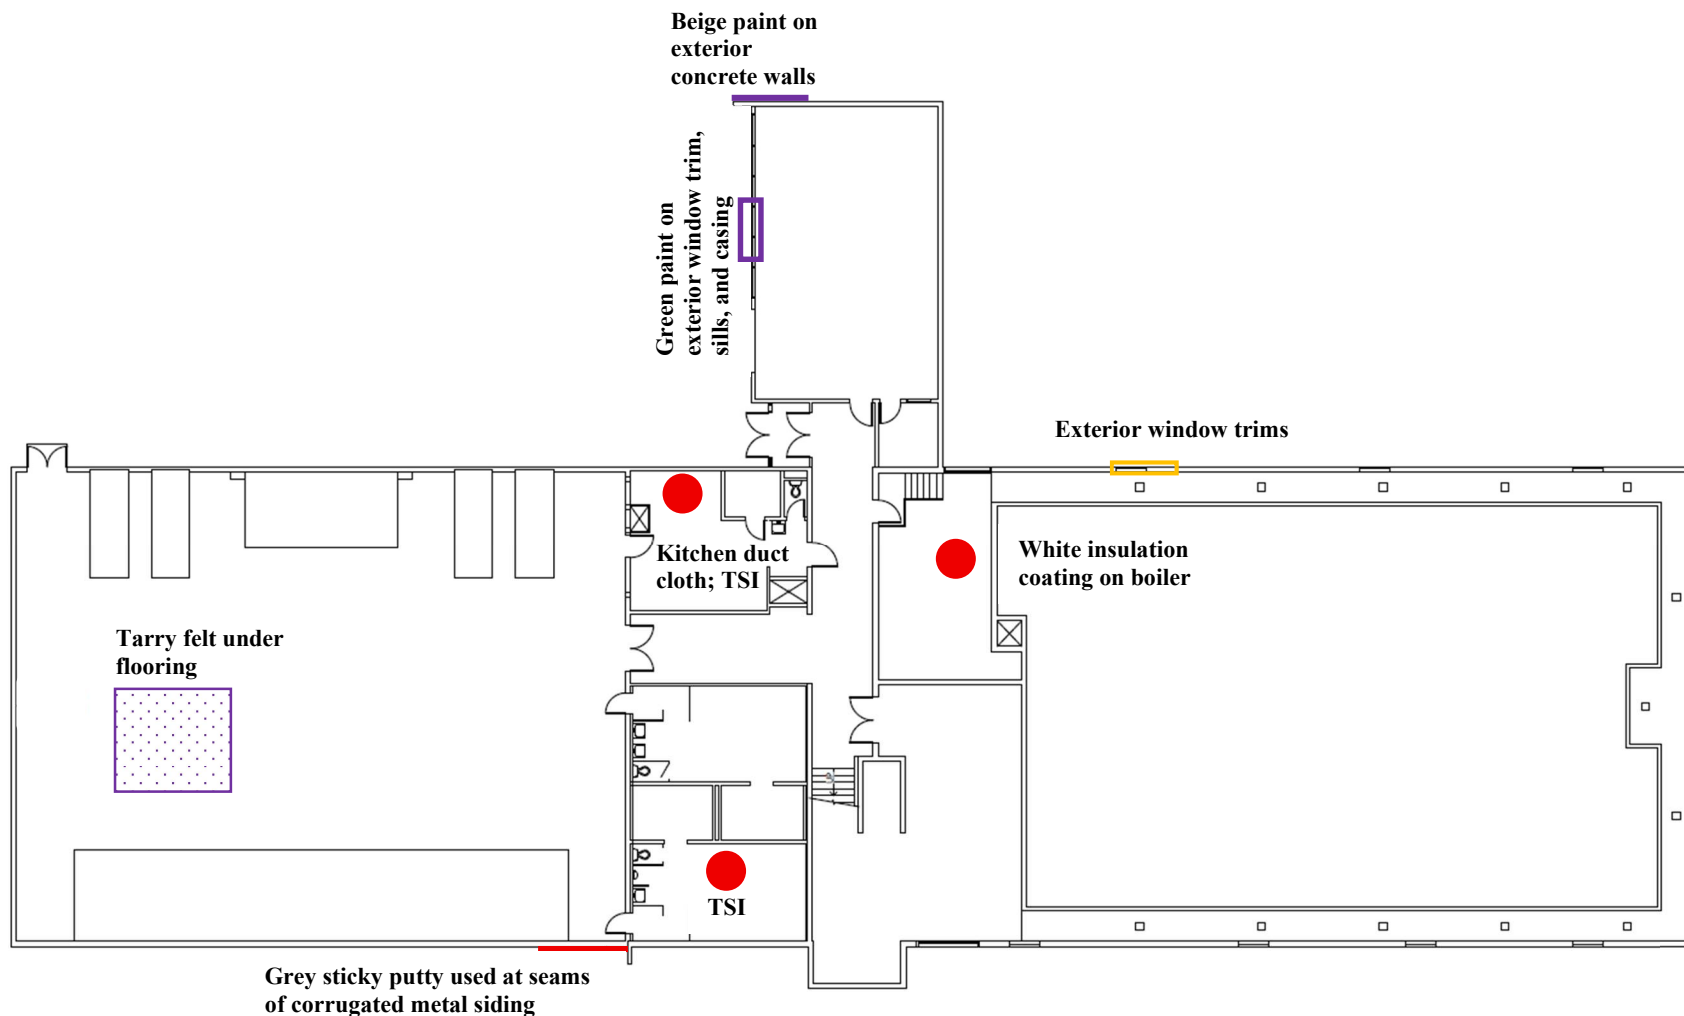 Beige paint on
exterior
concrete walls
Green paint on
exterior window trim,
sills, and casing
Exterior window trims
Kitchen duct
cloth; TSI
White insulation
coating on boiler
Tarry felt under
flooring
TSI
Grey sticky putty used at seams
of corrugated metal siding